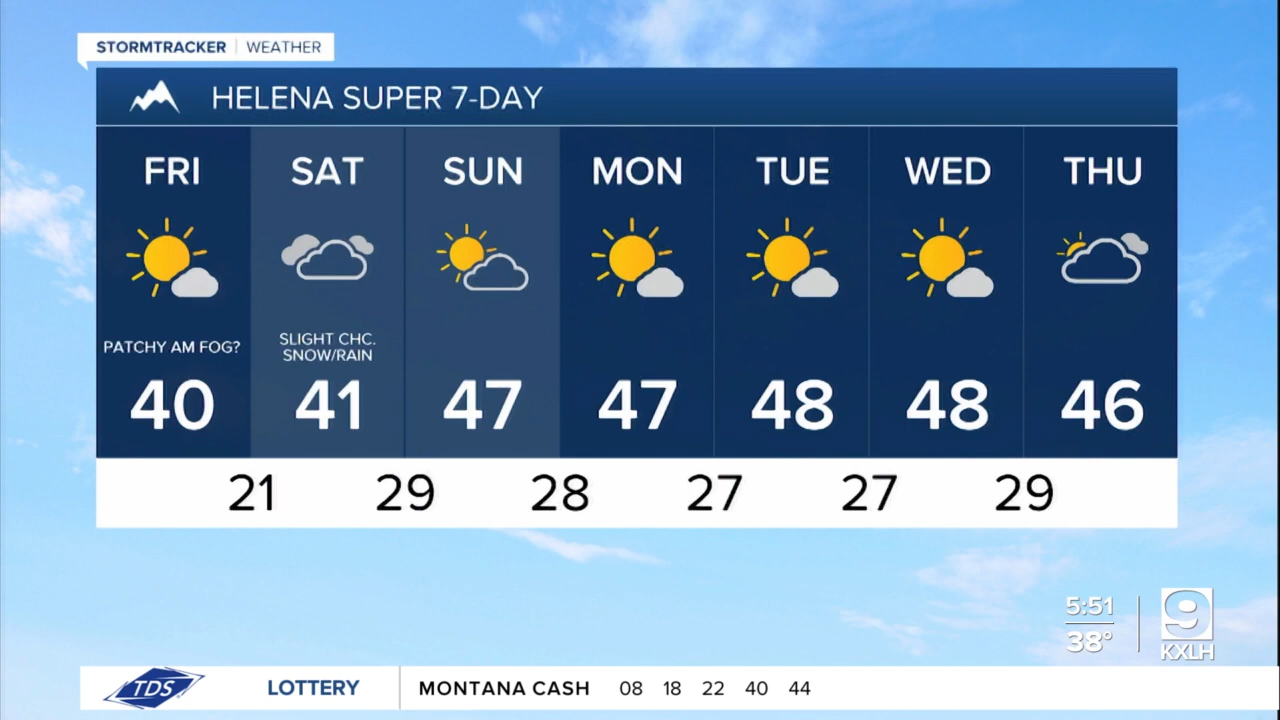 STORMTRACKER | WEATHER
HELENA SUPER 7-DAY
FRI SAT SUN MON TUE WED THU
PATCHY AM FOG?
SLIGHT CHC.
SNOW/RAIN
40 41 47 47 48 48 46
21 29 28 27 27 29
5:51
38°
9
KXLH
TDS LOTTERY MONTANA CASH 08 18 22 40 44